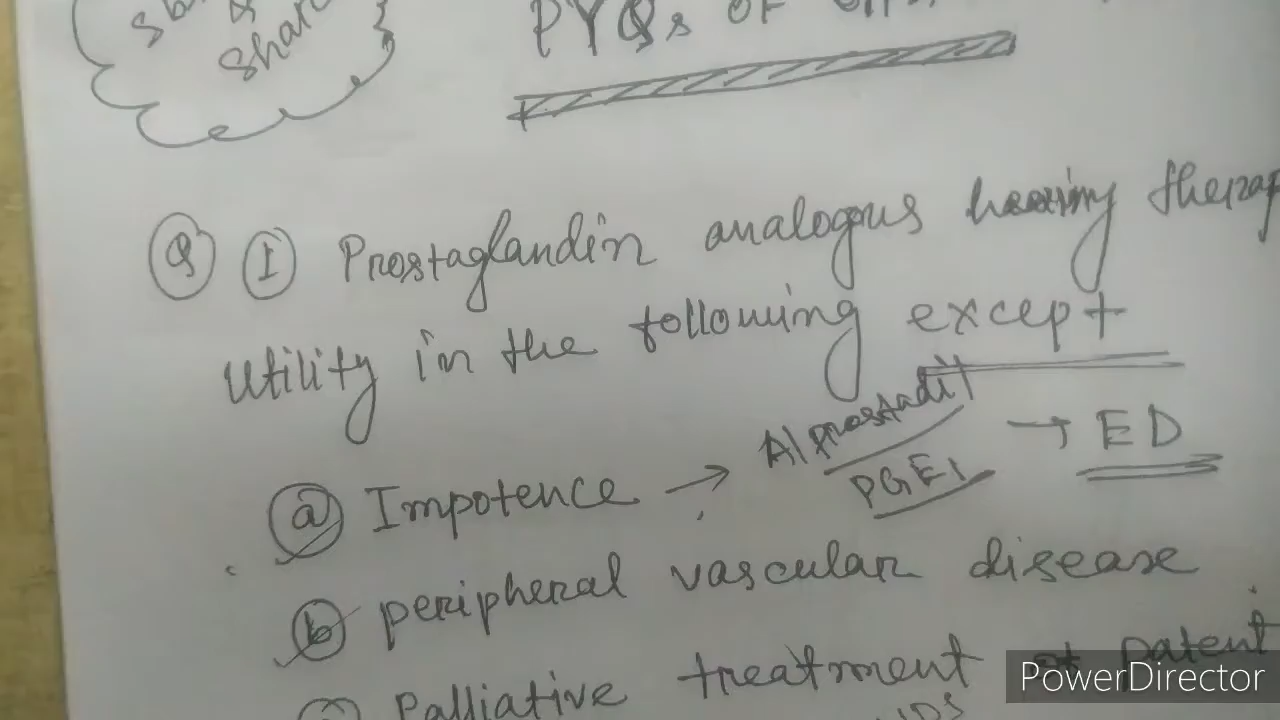 Share
PYQs of
Q I Prostaglandin analogous having therap
utility in the following except
Alprostadil
→ ED
a Impotence →
PGE1
b peripheral vascular disease
Palliative treatment of patent
PowerDirector